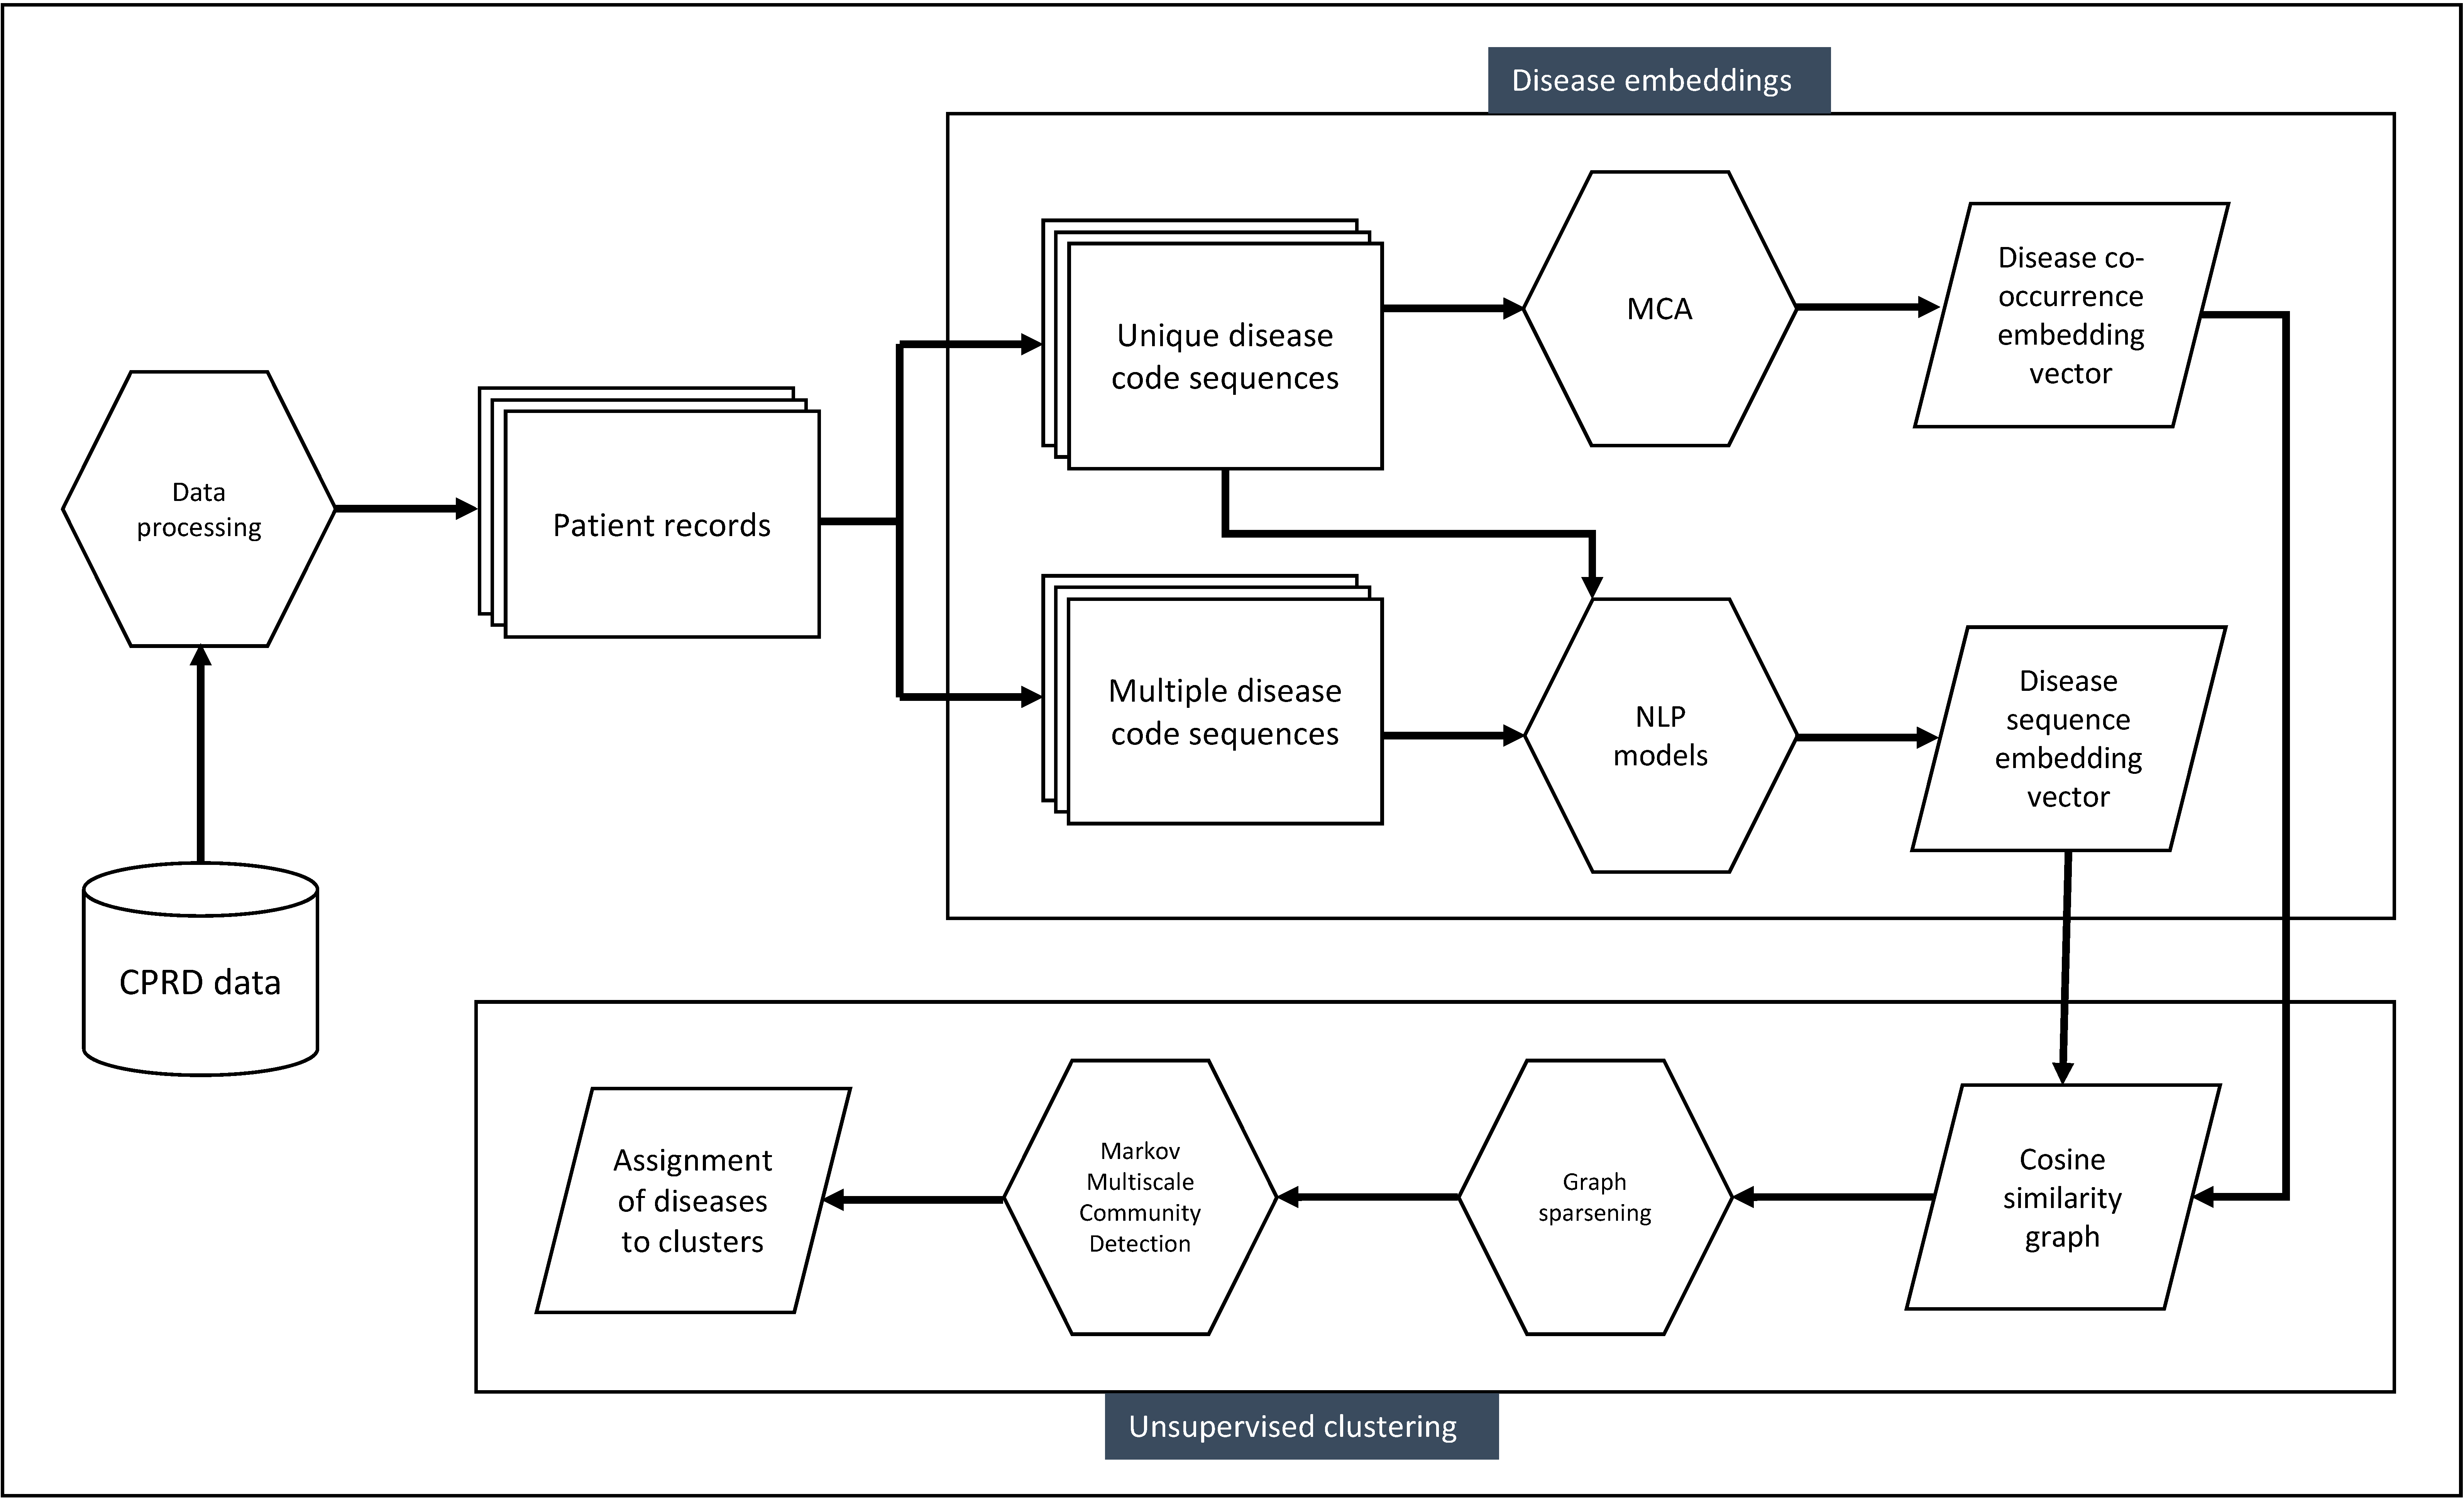 Disease embeddings
Unique disease
code sequences
MCA
Disease co-
occurrence
embedding
vector
Data
processing
Patient records
Multiple disease
code sequences
NLP
models
Disease
sequence
embedding
vector
CPRD data
Assignment
of diseases
to clusters
Markov
Multiscale
Community
Detection
Graph
sparsening
Cosine
similarity
graph
Unsupervised clustering